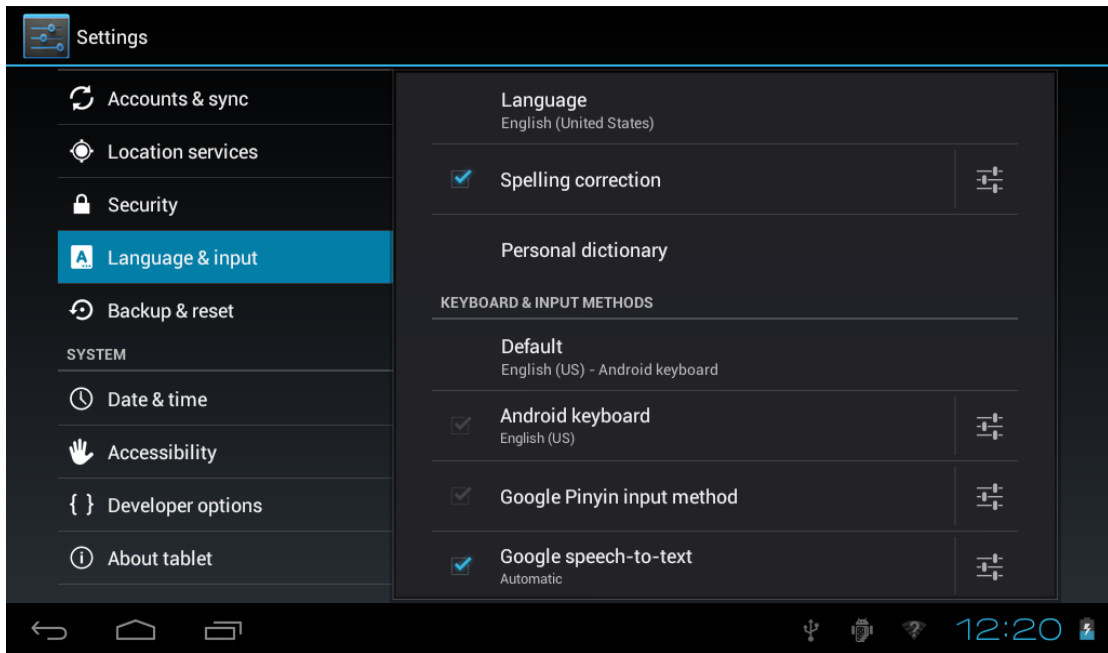 Settings
Accounts & sync
Location services
Security
Language & input
Backup & reset
SYSTEM
Date & time
Accessibility
{ } Developer options
About tablet
Language
English (United States)
Spelling correction
Personal dictionary
KEYBOARD & INPUT METHODS
Default
English (US) - Android keyboard
Android keyboard
English (US)
Google Pinyin input method
Google speech-to-text
Automatic
12:20